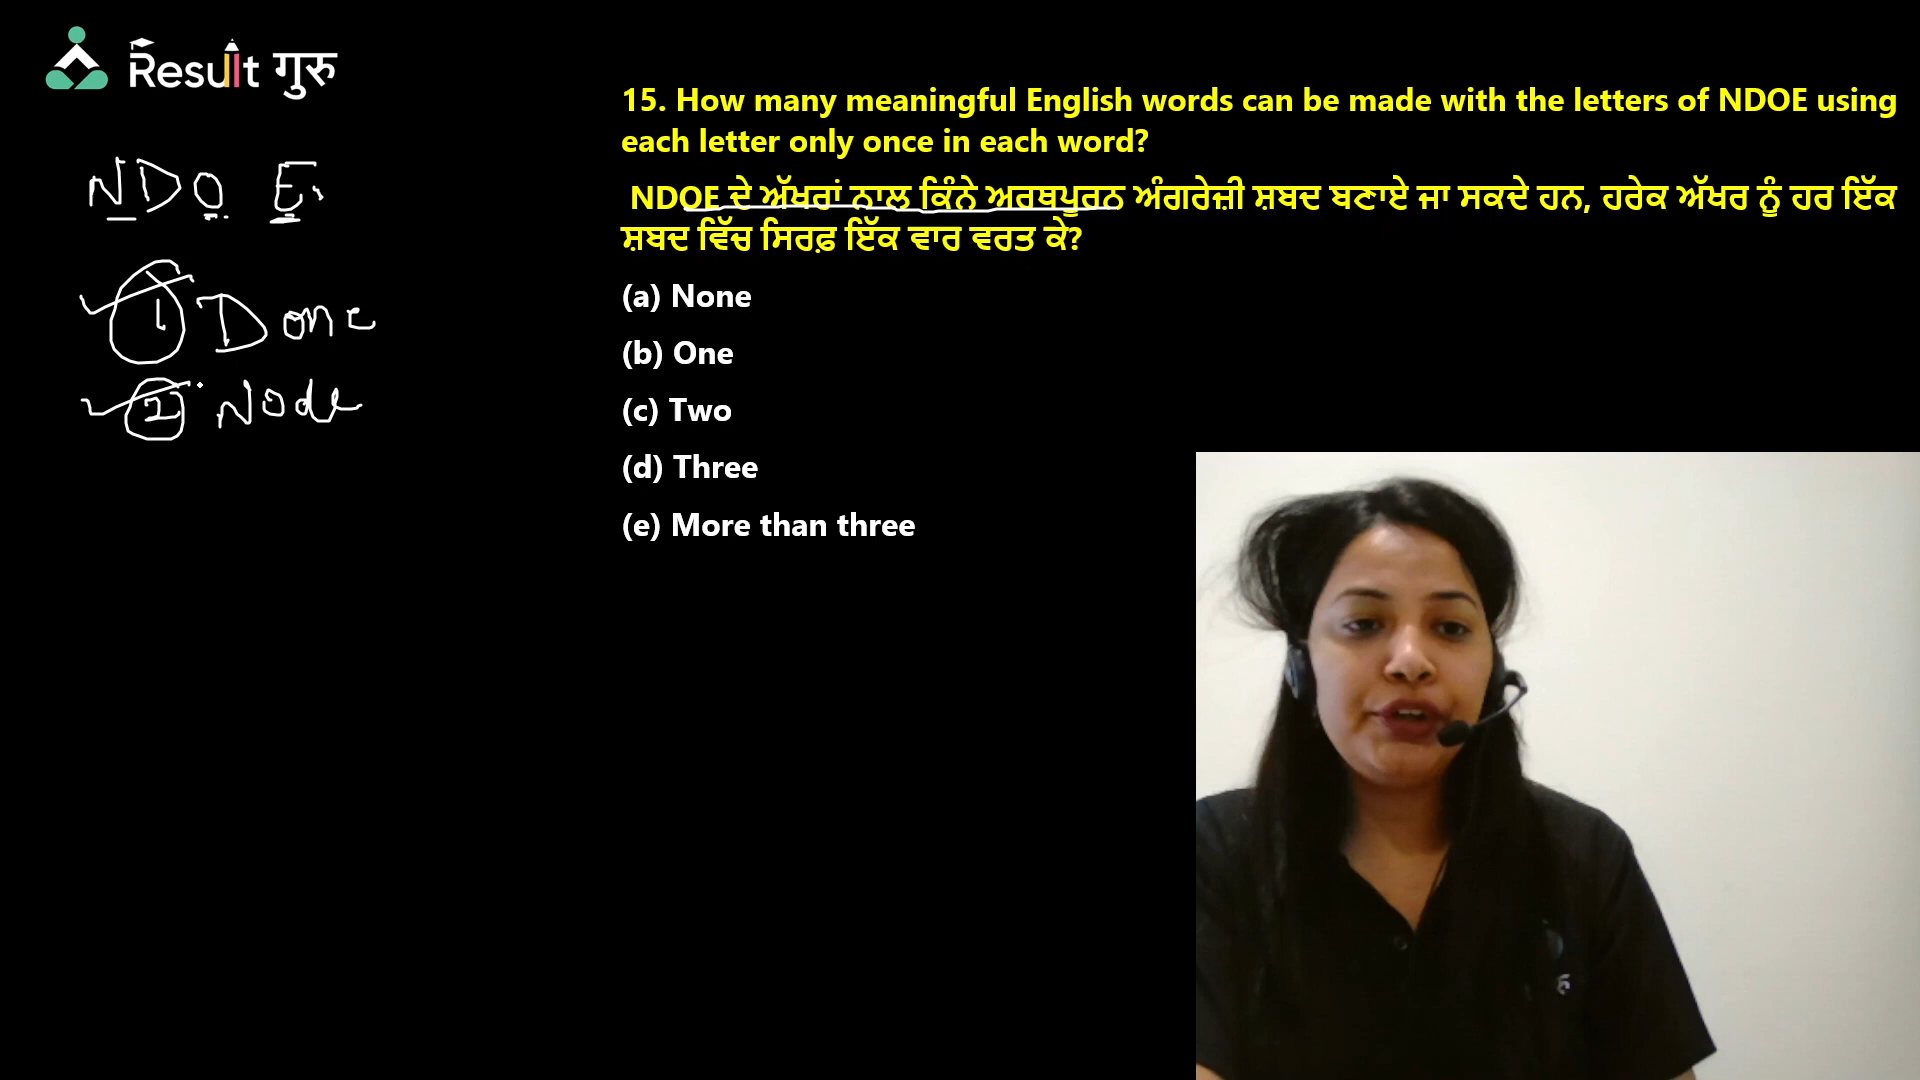 Result गुरु
15. How many meaningful English words can be made with the letters of NDOE using
each letter only once in each word?
NDOE ਦੇ ਅੱਖਰਾਂ ਨਾਲ ਕਿੰਨੇ ਅਰਥਪੂਰਨ ਅੰਗਰੇਜ਼ੀ ਸ਼ਬਦ ਬਣਾਏ ਜਾ ਸਕਦੇ ਹਨ, ਹਰੇਕ ਅੱਖਰ ਨੂੰ ਹਰ ਇੱਕ
ਸ਼ਬਦ ਵਿੱਚ ਸਿਰਫ਼ ਇੱਕ ਵਾਰ ਵਰਤ ਕੇ?
(a) None
(b) One
(c) Two
(d) Three
(e) More than three
NDO E
1 Done
2 Node